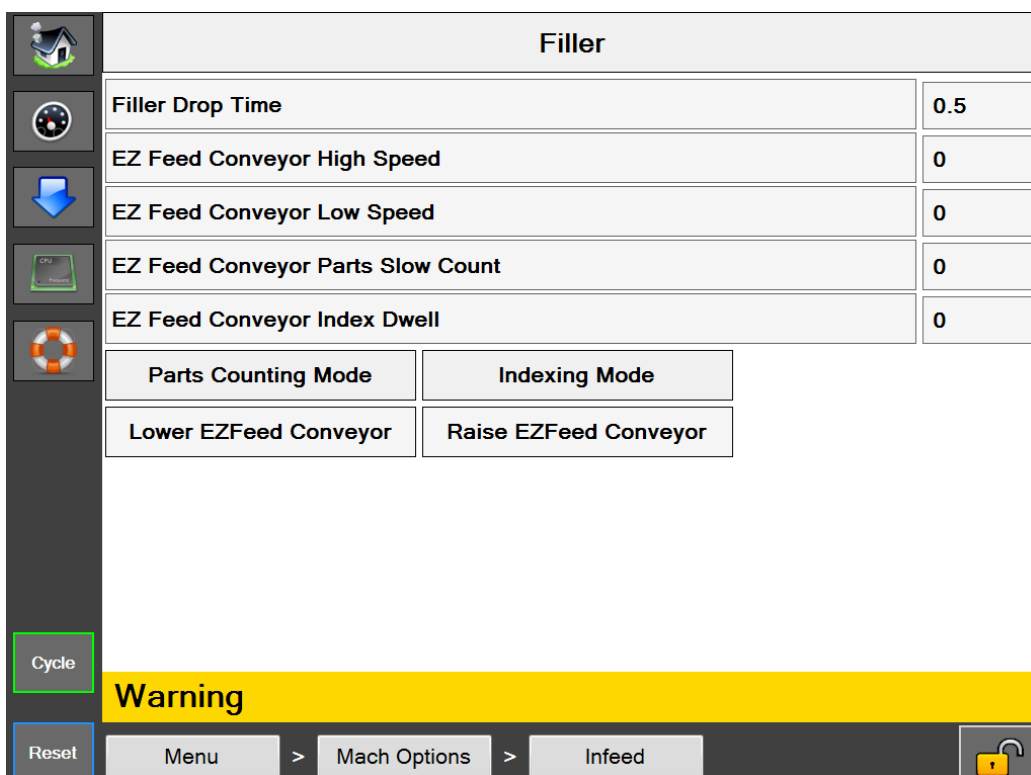 Filler
Filler Drop Time 0.5
EZ Feed Conveyor High Speed 0
EZ Feed Conveyor Low Speed 0
EZ Feed Conveyor Parts Slow Count 0
EZ Feed Conveyor Index Dwell 0
Parts Counting Mode Indexing Mode
Lower EZFeed Conveyor Raise EZFeed Conveyor
CPU
Cycle
Warning
Reset Menu > Mach Options > Infeed